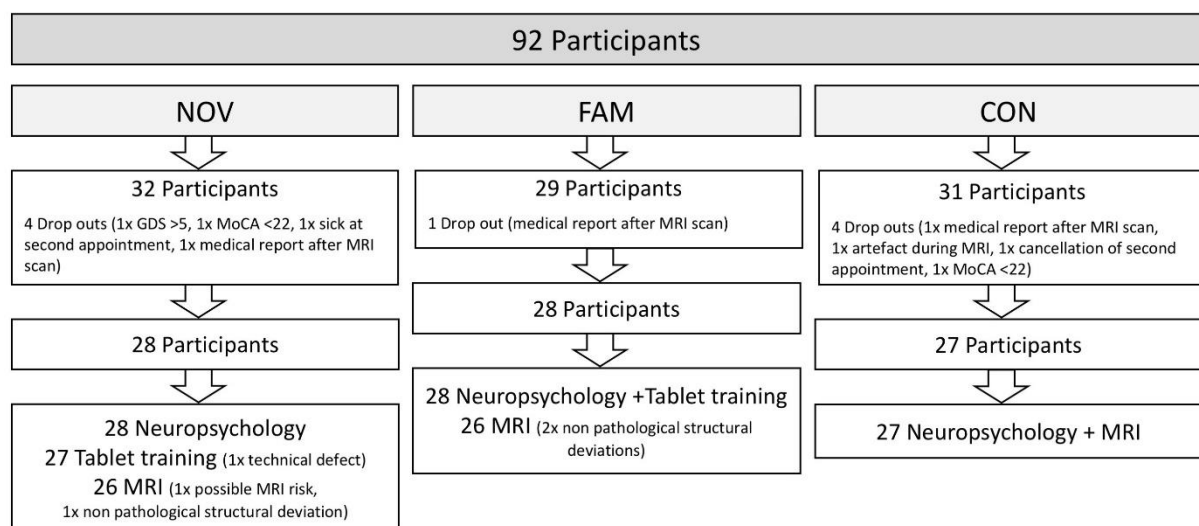 92 Participants
NOV
32 Participants
4 Drop outs (1x GDS >5, 1x MoCA <22, 1x sick at
second appointment, 1x medical report after MRI
scan)
28 Participants
28 Neuropsychology
27 Tablet training (1x technical defect)
26 MRI (1x possible MRI risk,
1x non pathological structural deviation)
FAM
29 Participants
1 Drop out (medical report after MRI scan)
28 Participants
28 Neuropsychology +Tablet training
26 MRI (2x non pathological structural
deviations)
CON
31 Participants
4 Drop outs (1x medical report after MRI scan,
1x artefact during MRI, 1x cancellation of second
appointment, 1x MoCA <22)
27 Participants
27 Neuropsychology + MRI